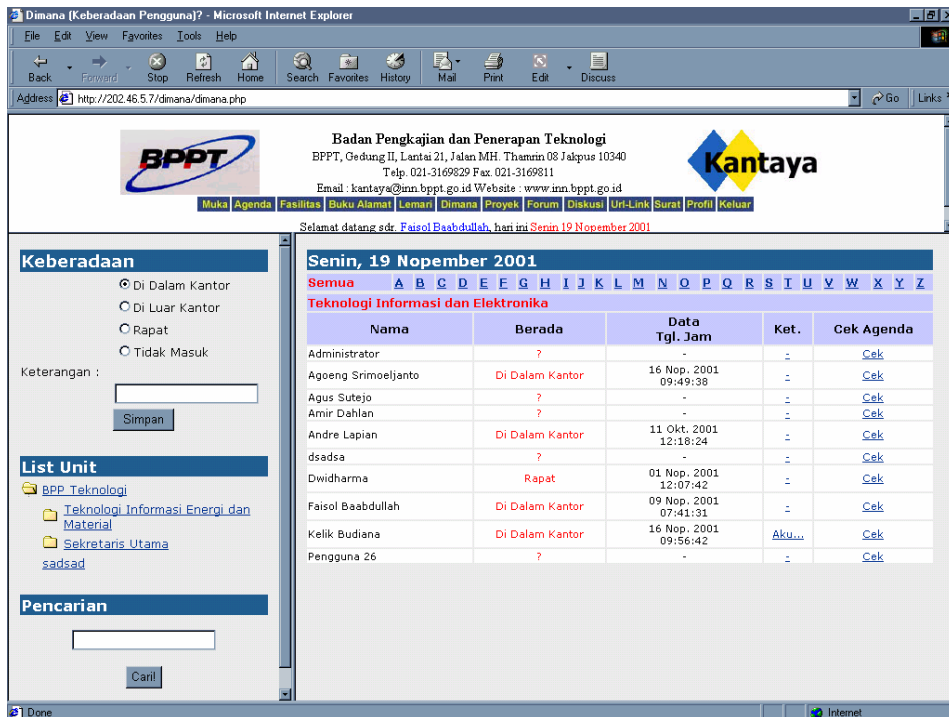 Dimana (Keberadaan Pengguna)? - Microsoft Internet Explorer
File Edit View Favorites Tools Help
Back Forward Stop Refresh Home Search Favorites History Mail Print Edit Discuss
Address http://202.46.5.7/dimana/dimana.php Go Links
BPPT
Badan Pengkajian dan Penerapan Teknologi
BPPT, Gedung II, Lantai 21, Jalan MH. Thamrin 08 Jakpus 10340
Telp. 021-3169829 Fax. 021-3169811
Email : kantaya@inn.bppt.go.id Website : www.inn.bppt.go.id
Kantaya
Muka Agenda Fasilitas Buku Alamat Lemari Dimana Proyek Forum Diskusi Url-Link Surat Profil Keluar
Selamat datang sdr. Faisol Baabdullah, hari ini Senin 19 Nopember 2001
Keberadaan
Di Dalam Kantor
Di Luar Kantor
Rapat
Tidak Masuk
Keterangan :
Simpan
List Unit
BPP Teknologi
Teknologi Informasi Energi dan
Material
Sekretaris Utama
sadsad
Pencarian
Cari!
Senin, 19 Nopember 2001
Semua A B C D E F G H I J K L M N O P Q R S T U V W X Y Z
Teknologi Informasi dan Elektronika
Nama Berada Data Tgl. Jam Ket. Cek Agenda
Administrator ? - - Cek
Agoeng Srimoeljanto Di Dalam Kantor 16 Nop. 2001 09:49:38 - Cek
Agus Sutejo ? - - Cek
Amir Dahlan ? - - Cek
Andre Lapian Di Dalam Kantor 11 Okt. 2001 12:18:24 - Cek
dsadsa ? - - Cek
Dwidharma Rapat 01 Nop. 2001 12:07:42 - Cek
Faisol Baabdullah Di Dalam Kantor 09 Nop. 2001 07:41:31 - Cek
Kelik Budiana Di Dalam Kantor 16 Nop. 2001 09:56:42 Aku... Cek
Pengguna 26 ? - - Cek
Done Internet